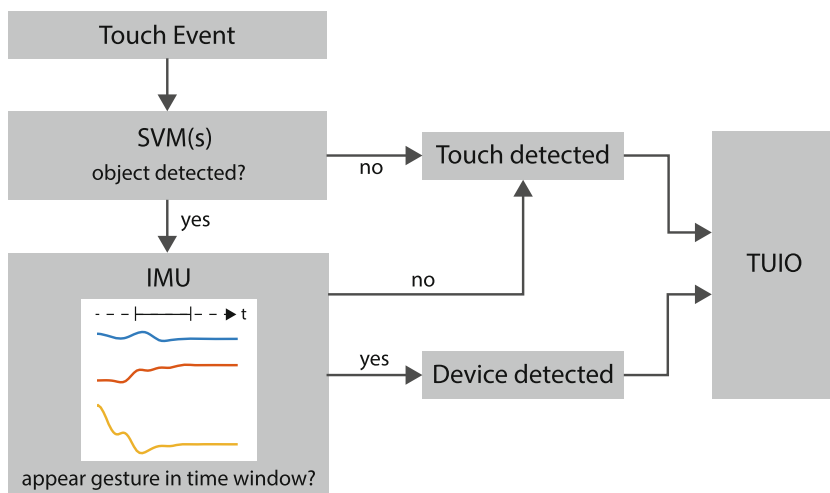 Touch Event
SVM(s)
object detected?
no
Touch detected
yes
IMU
t
no
TUIO
yes
Device detected
appear gesture in time window?